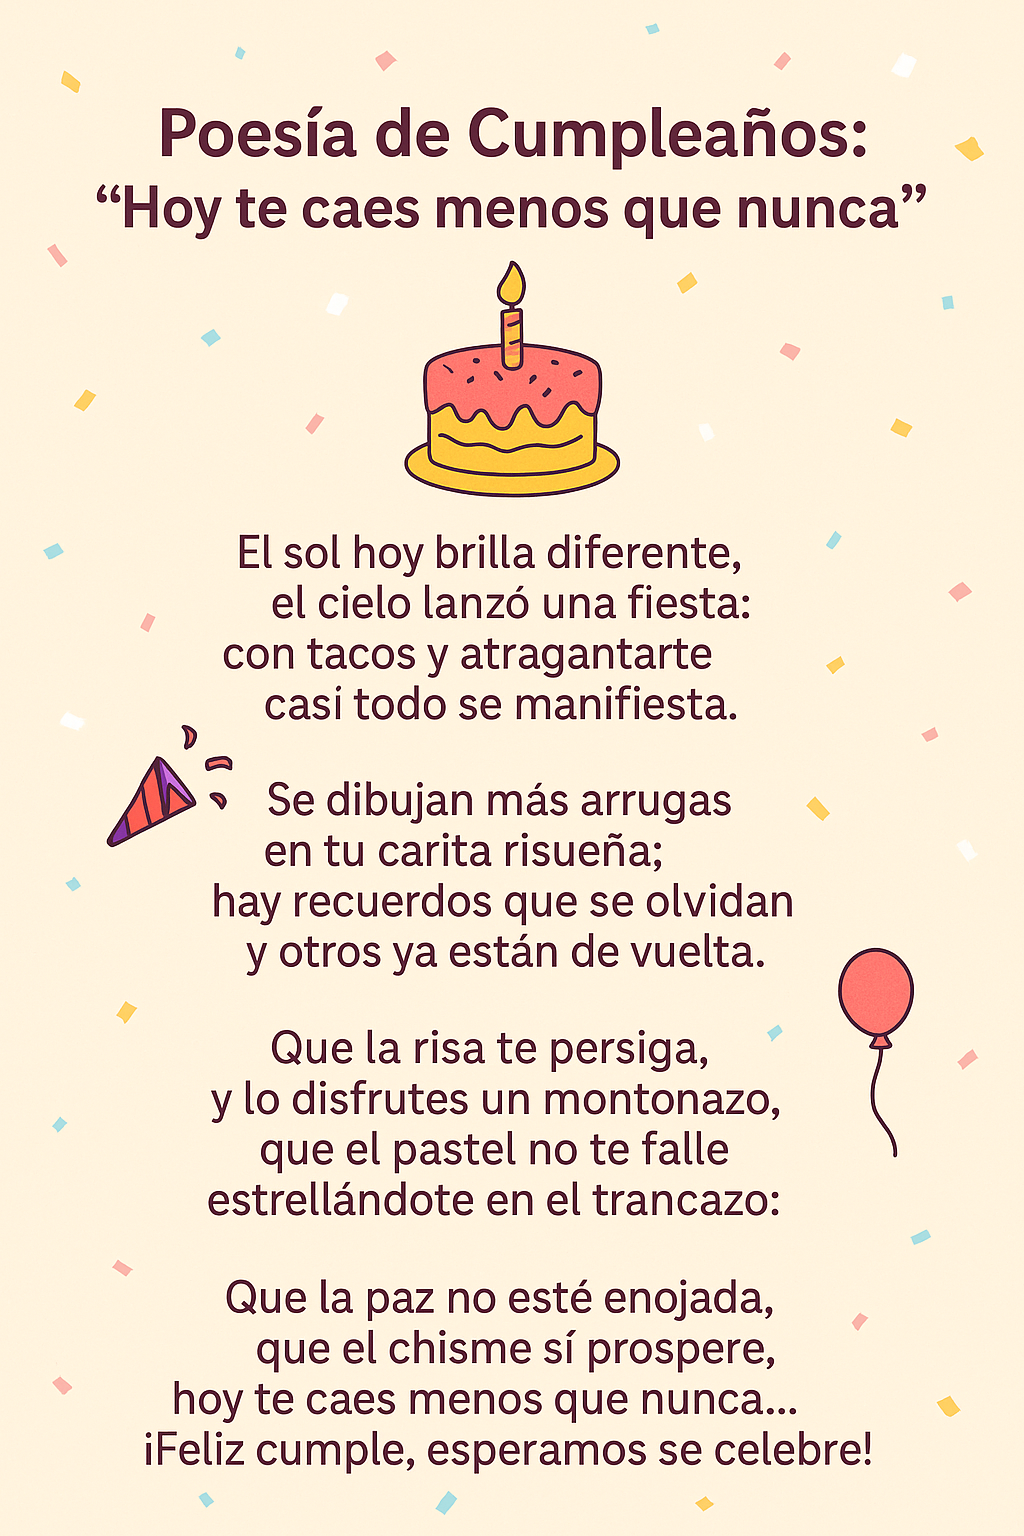 Poesía de Cumpleaños:
“Hoy te caes menos que nunca”
El sol hoy brilla diferente,
el cielo lanzó una fiesta:
con tacos y atragantarte
casi todo se manifiesta.
Se dibujan más arrugas
en tu carita risueña;
hay recuerdos que se olvidan
y otros ya están de vuelta.
Que la risa te persiga,
y lo disfrutes un montonazo,
que el pastel no te falle
estrellándote en el trancazo:
Que la paz no esté enojada,
que el chisme sí prospere,
hoy te caes menos que nunca...
¡Feliz cumple, esperamos se celebre!